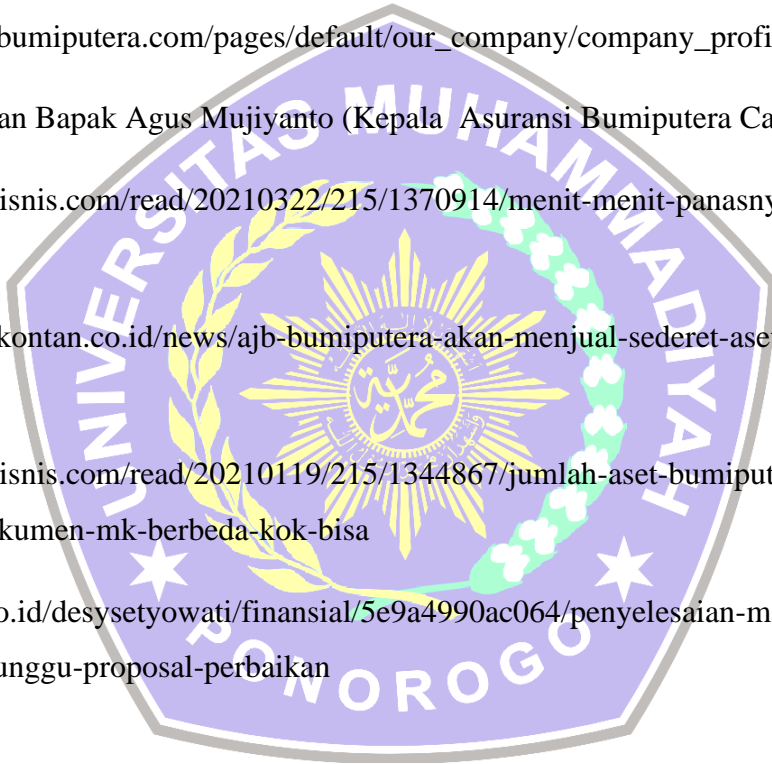 bumiputera.com/pages/default/our_company/company_profi
an Bapak Agus Mujiyanto (Kepala Asuransi Bumiputera Ca
isnis.com/read/20210322/215/1370914/menit-menit-panasny
kontan.co.id/news/ajb-bumiputera-akan-menjual-sederet-ase
isnis.com/read/20210119/215/1344867/jumlah-aset-bumiput
kumen-mk-berbeda-kok-bisa
o.id/desysetyowati/finansial/5e9a4990ac064/penyelesaian-m
unggu-proposal-perbaikan
UNIVERSITAS MUHAMMADIYAH
PONOROGO
محمدية